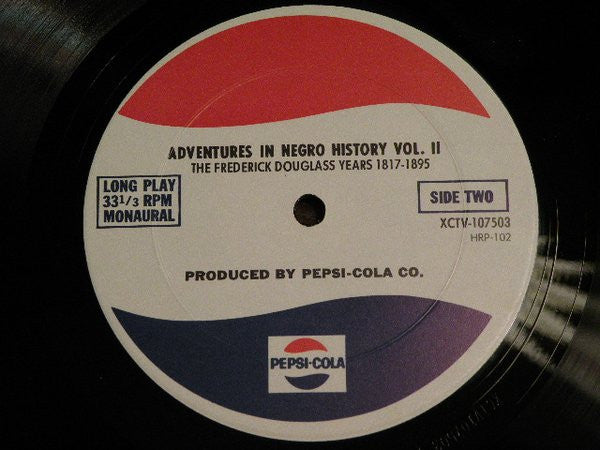 ADVENTURES IN NEGRO HISTORY VOL. II
THE FREDERICK DOUGLASS YEARS 1817-1895
LONG PLAY
33 1/3 RPM
MONAURAL
SIDE TWO
XCTV-107503
HRP-102
PRODUCED BY PEPSI-COLA CO.
PEPSI-COLA